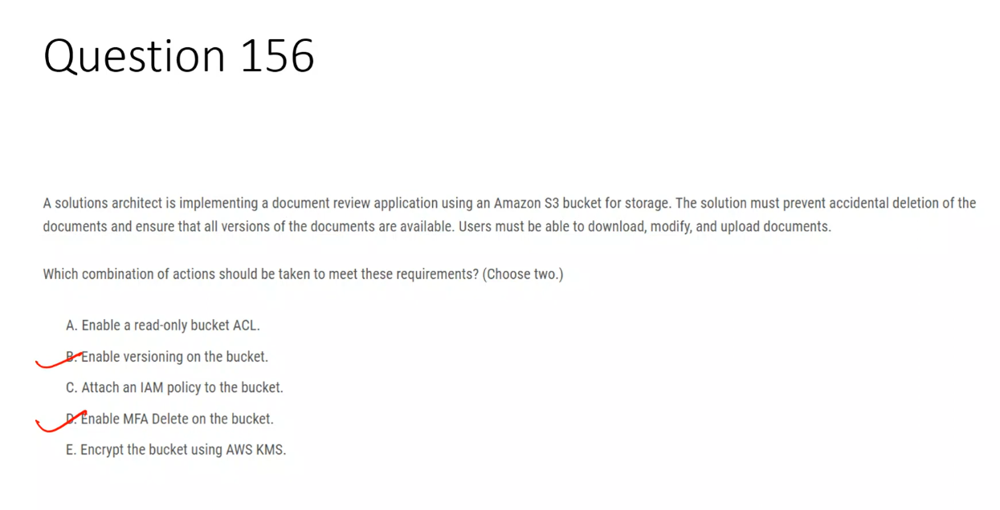 Question 156
A solutions architect is implementing a document review application using an Amazon S3 bucket for storage. The solution must prevent accidental deletion of the
documents and ensure that all versions of the documents are available. Users must be able to download, modify, and upload documents.
Which combination of actions should be taken to meet these requirements? (Choose two.)
A. Enable a read-only bucket ACL.
B. Enable versioning on the bucket.
C. Attach an IAM policy to the bucket.
D. Enable MFA Delete on the bucket.
E. Encrypt the bucket using AWS KMS.